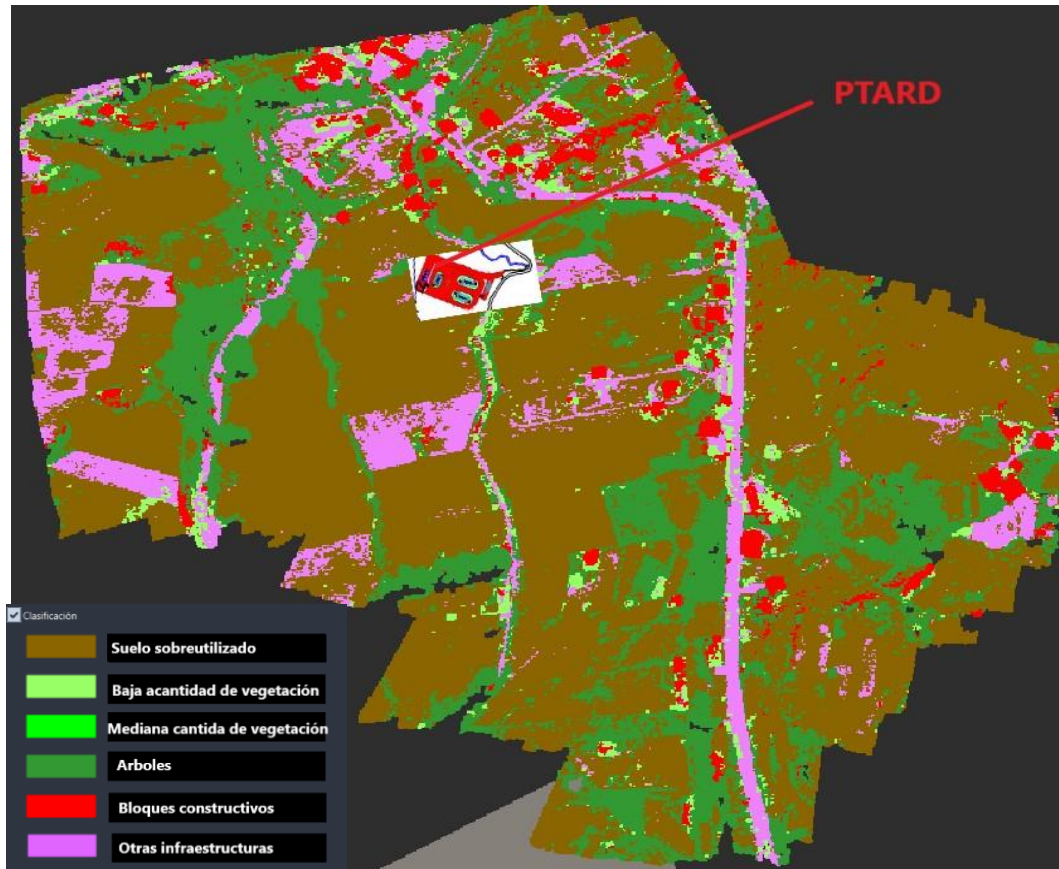 PTARD
Clasificación
Suelo sobreutilizado
Baja acantidad de vegetación
Mediana cantida de vegetación
Arboles
Bloques constructivos
Otras infraestructuras